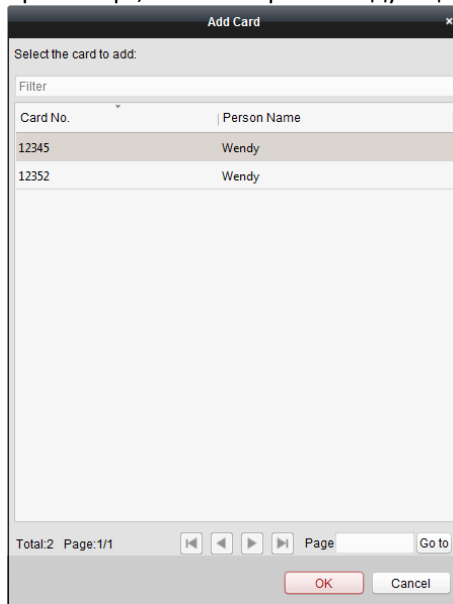 Add Card ×
Select the card to add:
Filter
Card No. Person Name
12345 Wendy
12352 Wendy
Total:2 Page:1/1 Page Go to
OK Cancel